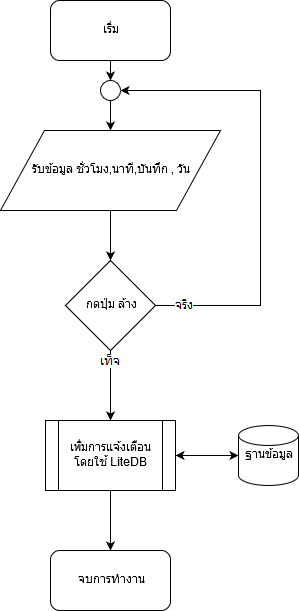 เริ่ม
รับข้อมูล ชั่วโมง,นาที,บันทึก , วัน
กดปุ่ม ล้าง
จริง
เท็จ
เพิ่มการแจ้งเตือน
โดยใช้ LiteDB
ฐานข้อมูล
จบการทำงาน